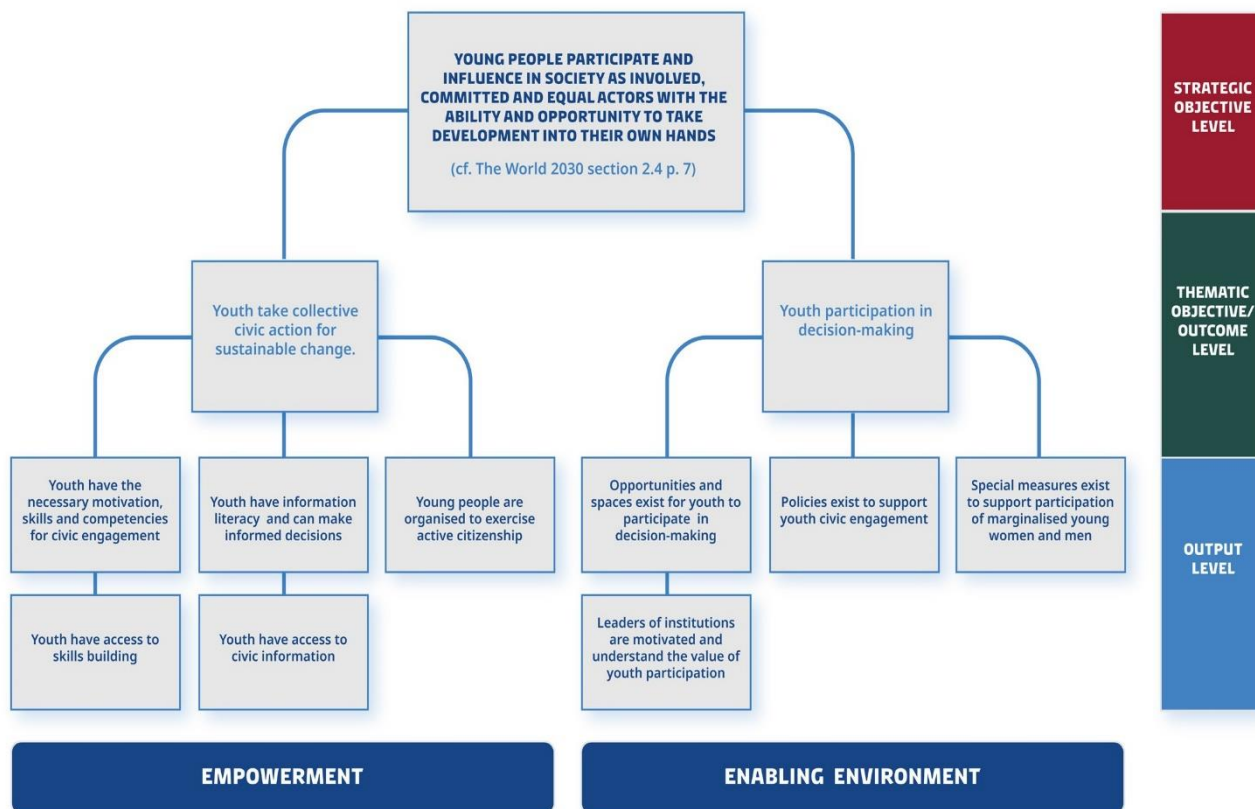 YOUNG PEOPLE PARTICIPATE AND
INFLUENCE IN SOCIETY AS INVOLVED,
COMMITTED AND EQUAL ACTORS WITH THE
ABILITY AND OPPORTUNITY TO TAKE
DEVELOPMENT INTO THEIR OWN HANDS
(cf. The World 2030 section 2.4 p. 7)
STRATEGIC
OBJECTIVE
LEVEL
Youth take collective
civic action for
sustainable change.
Youth participation in
decision-making
THEMATIC
OBJECTIVE/
OUTCOME
LEVEL
Youth have the
necessary motivation,
skills and competencies
for civic engagement
Youth have information
literacy and can make
informed decisions
Young people are
organised to exercise
active citizenship
Opportunities and
spaces exist for youth to
participate in
decision-making
Policies exist to support
youth civic engagement
Special measures exist
to support participation
of marginalised young
women and men
OUTPUT
LEVEL
Youth have access to
skills building
Youth have access to
civic information
Leaders of institutions
are motivated and
understand the value of
youth participation
EMPOWERMENT
ENABLING ENVIRONMENT